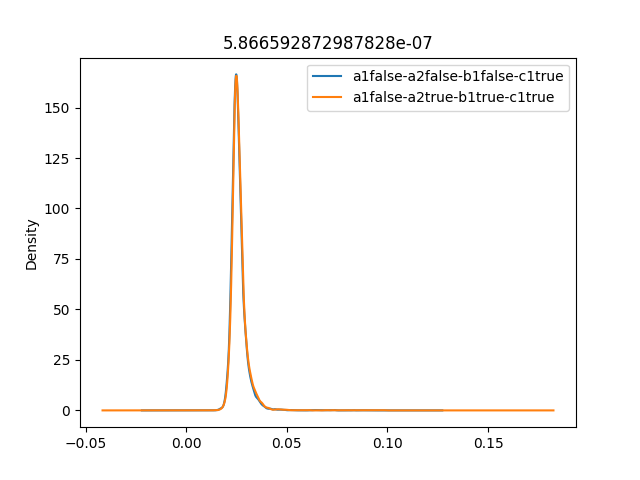 5.866592872987828e-07
a1false-a2false-b1false-c1true
a1false-a2true-b1true-c1true
Density
150
125
100
75
50
25
0
−0.05 0.00 0.05 0.10 0.15